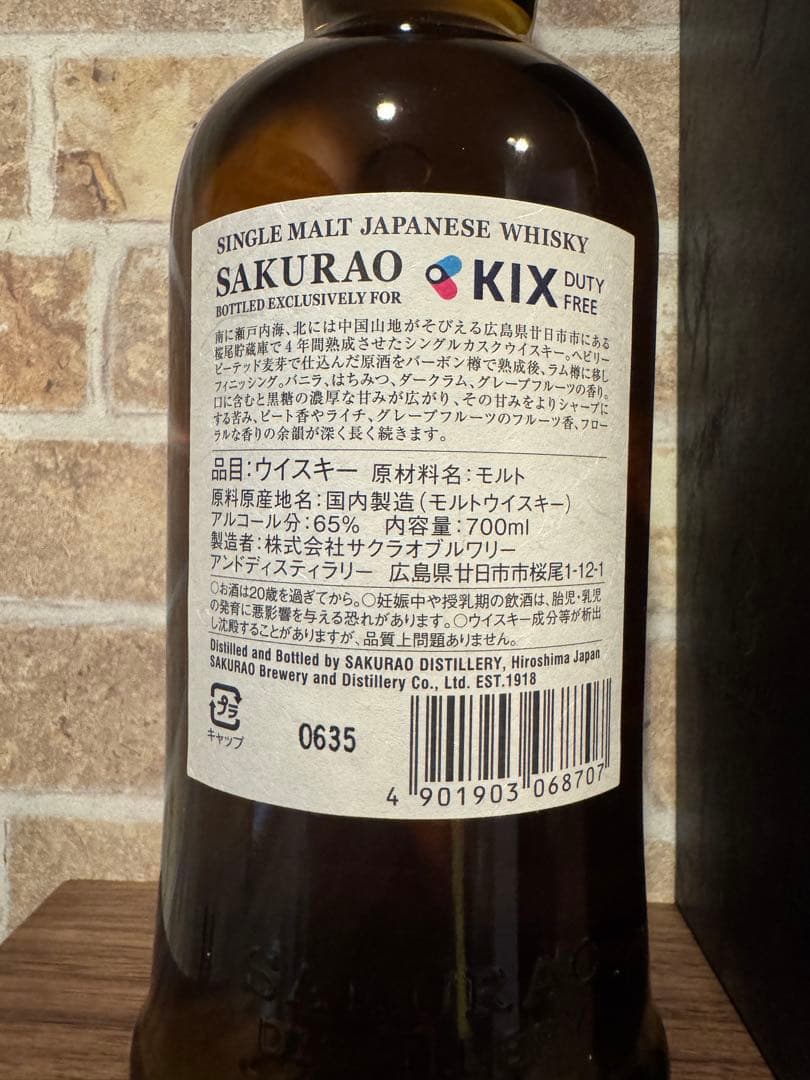 SINGLE MALT JAPANESE WHISKY
SAKURAO
BOTTLED EXCLUSIVELY FOR
KIX DUTY FREE
南に瀬戸内海、北には中国山地がそびえる広島県廿日市市にある
桜尾貯蔵庫で4年間熟成させたシングルカスクウイスキー。ヘビリー
ピーテッド麦芽で仕込んだ原酒をバーボン樽で熟成後、ラム樽に移し
フィニッシング。バニラ、はちみつ、ダークラム、グレープフルーツの香り。
口に含むと黒糖の濃厚な甘みが広がり、その甘みをよりシャープに
する苦み、ピート香やライチ、グレープフルーツのフルーツ香、フロー
ラルな香りの余韻が深く長く続きます。
品目:ウイスキー 原材料名:モルト
原料原産地名:国内製造(モルトウイスキー)
アルコール分:65% 内容量:700ml
製造者:株式会社サクラオブルワリー
アンドディスティラリー 広島県廿日市市桜尾1-12-1
○お酒は20歳を過ぎてから。○妊娠中や授乳期の飲酒は、胎児・乳児
の発育に悪影響を与える恐れがあります。○ウイスキー成分等が析出
し沈殿することがありますが、品質上問題ありません。
Distilled and Bottled by SAKURAO DISTILLERY, Hiroshima Japan
SAKURAO Brewery and Distillery Co., Ltd. EST.1918
プラ
キャップ
0635
4 901903 068707
SAKURAO